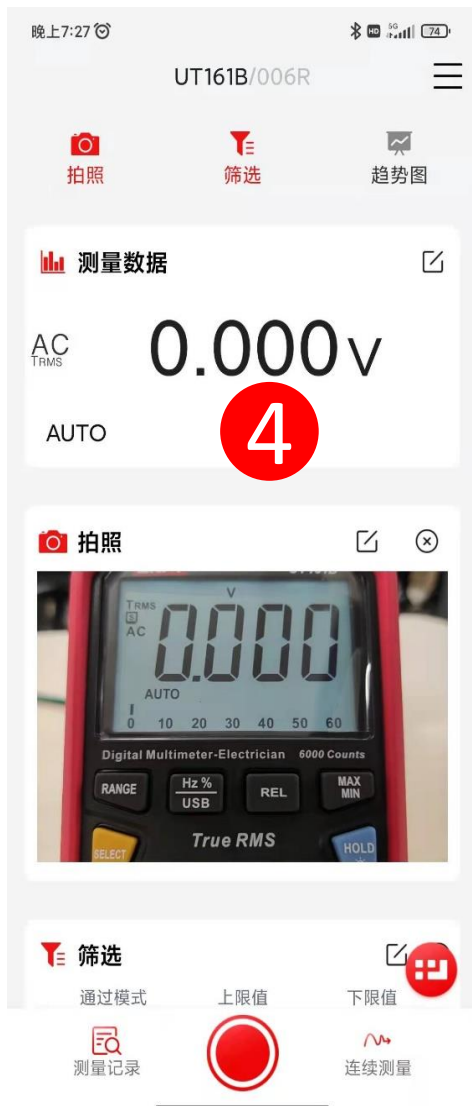 晚上7:27
HD 5G 74
UT161B/006R
拍照 筛选 趋势图
测量数据
AC
TRMS
0.000 V
AUTO
4
拍照
V
TRMS
S
AC
0.000
AUTO
0 10 20 30 40 50 60
Digital Multimeter-Electrician 6000 Counts
RANGE
Hz %
USB
REL
MAX
MIN
SELECT
True RMS
HOLD
筛选
通过模式 上限值 下限值
测量记录 连续测量